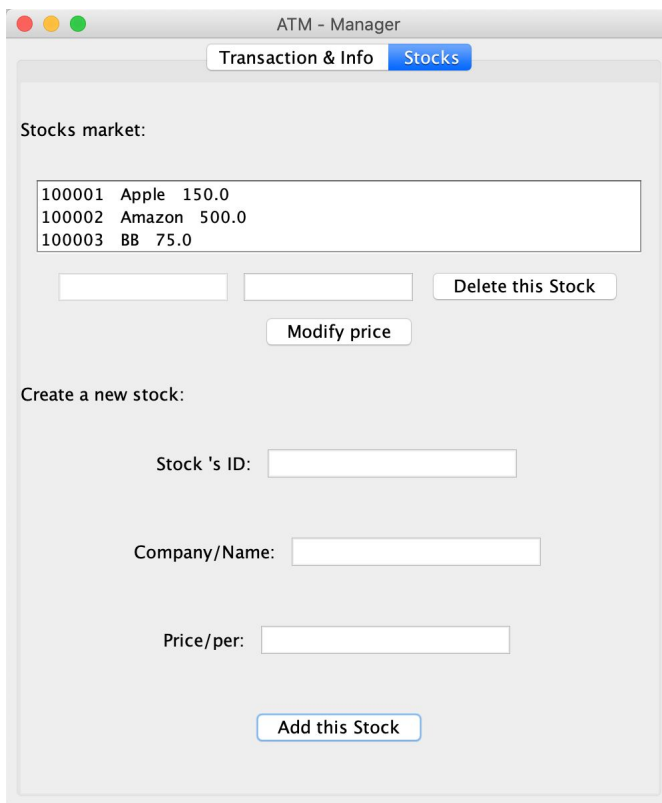 ATM - Manager
Transaction & Info Stocks
Stocks market:
100001 Apple 150.0
100002 Amazon 500.0
100003 BB 75.0
Delete this Stock
Modify price
Create a new stock:
Stock 's ID:
Company/Name:
Price/per:
Add this Stock